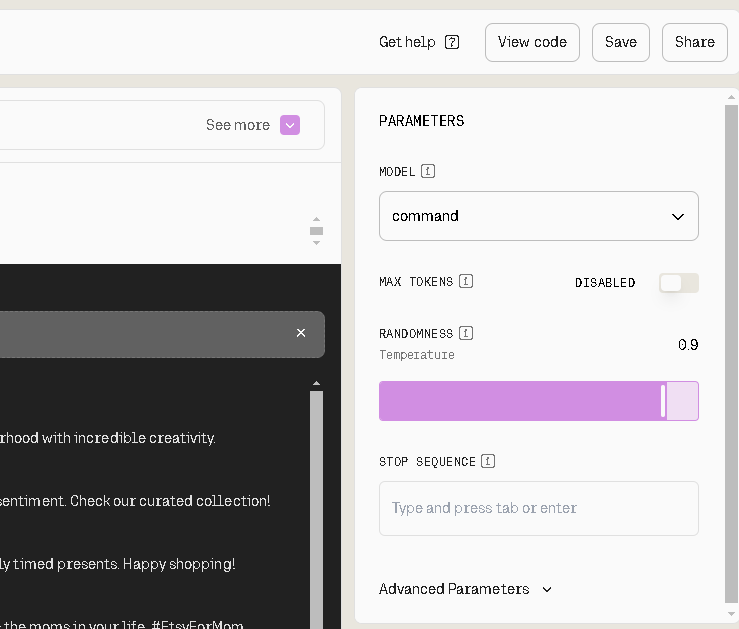 Get help ?
View code
Save
Share
See more
PARAMETERS
MODEL i
command
MAX TOKENS i
DISABLED
RANDOMNESS i
Temperature
0.9
STOP SEQUENCE i
Type and press tab or enter
Advanced Parameters
rhood with incredible creativity.
sentiment. Check our curated collection!
ly timed presents. Happy shopping!
the moms in your life. #EtsyForMom